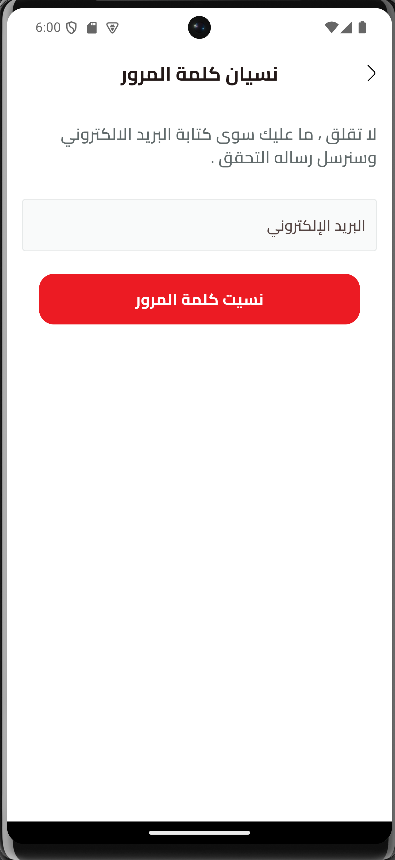 6:00
نسيان كلمة المرور
لا تقلق ، ما عليك سوى كتابة البريد الالكتروني
وسنرسل رساله التحقق .
البريد الإلكتروني
نسيت كلمة المرور